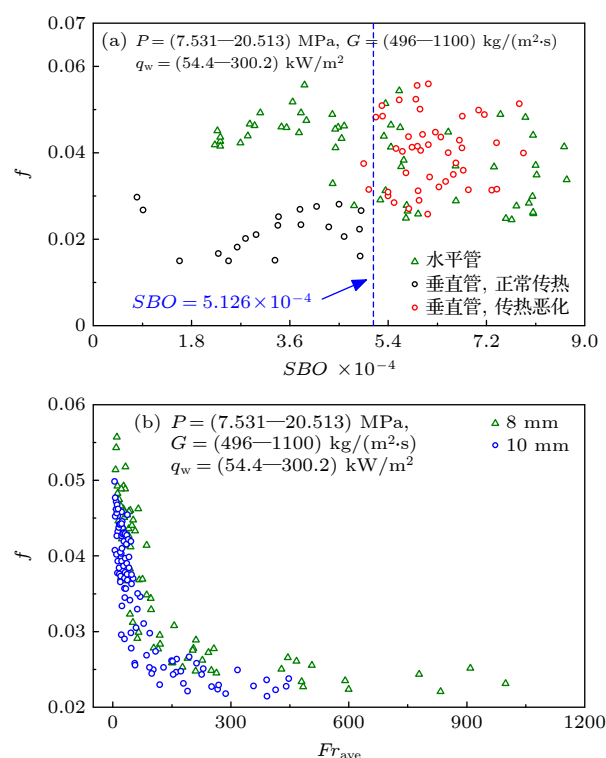 (a) P = (7.531—20.513) MPa, G = (496—1100) kg/(m²·s)
q_w = (54.4—300.2) kW/m²
0.07
0.06
0.04
0.02
0
f
水平管
垂直管, 正常传热
垂直管, 传热恶化
SBO = 5.126×10⁻⁴
0 1.8 3.6 5.4 7.2 9.0
SBO ×10⁻⁴
(b) P = (7.531—20.513) MPa,
G = (496—1100) kg/(m²·s)
q_w = (54.4—300.2) kW/m²
8 mm
10 mm
0.06
0.05
0.04
0.03
0.02
f
0 300 600 900 1200
Fr_ave